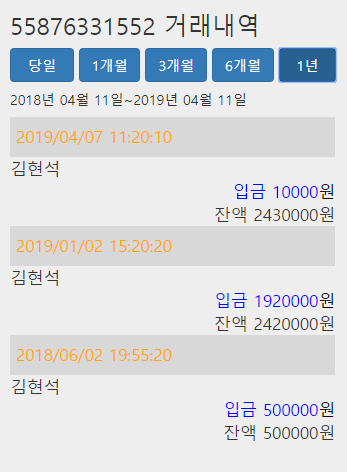 55876331552 거래내역
당일 1개월 3개월 6개월 1년
2018년 04월 11일~2019년 04월 11일
2019/04/07 11:20:10
김현석
입금 10000원
잔액 2430000원
2019/01/02 15:20:20
김현석
입금 1920000원
잔액 2420000원
2018/06/02 19:55:20
김현석
입금 500000원
잔액 500000원